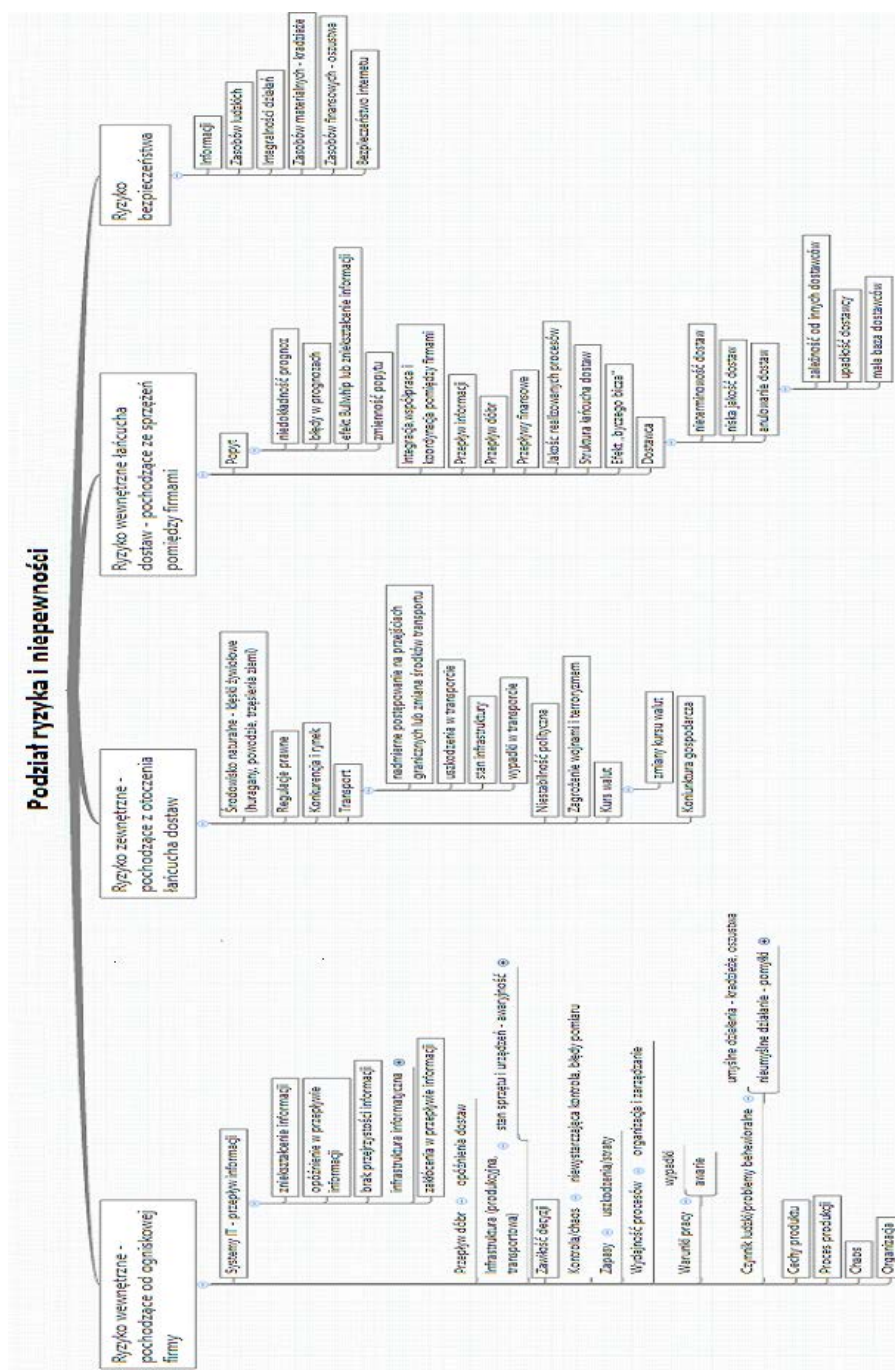 Podział ryzyka i niepewności
Ryzyko wewnętrzne -
pochodzące od ogniskowej
firmy
Systemy IT - przepływ informacji
zniekształcenie informacji
opóźnienie w przepływie
informacji
brak przejrzystości informacji
infrastruktura informatyczna
zakłócenia w przepływie informacji
Przepływ dóbr
opóźnienia dostaw
Infrastruktura (produkcyjna,
transportowa)
stan sprzętu i urządzeń - awaryjność
Zawiłość decyzji
Kontrola/chaos
niewystarczająca kontrola, błędy pomiaru
Zapasy
uszkodzenia/straty
Wydajność procesów
organizacja i zarządzanie
Warunki pracy
wypadki
awarie
Czynnik ludzki/problemy behawioralne
umyślne działania - kradzieże, oszustwa
nieumyślne działanie - pomyłki
Cechy produktu
Proces produkcji
Chaos
Organizacja
Ryzyko zewnętrzne -
pochodzące z otoczenia
łańcucha dostaw
Środowisko naturalne - klęski żywiołowe
(huragany, powodzie, trzęsienia ziemi)
Regulacje prawne
Konkurencja i rynek
Transport
nadmierne postępowanie na przejściach
granicznych lub zmiana środków transportu
uszkodzenia w transporcie
stan infrastruktury
wypadki w transporcie
Niestabilność polityczna
Zagrożenie wojnami i terroryzmem
Kurs walut
zmiany kursu walut
Koniunktura gospodarcza
Ryzyko wewnętrzne łańcucha
dostaw - pochodzące ze sprzężeń
pomiędzy firmami
Popyt
niedokładność prognoz
błędy w prognozach
efekt Bullwhip lub zniekształcanie informacji
zmienność popytu
Integracja,współpraca i
koordynacja pomiędzy firmami
Przepływ informacji
Przepływ dóbr
Przepływy finansowe
Jakość realizowanych procesów
Struktura łańcucha dostaw
Efekt „byczego bicza"
Dostawca
nieterminowość dostaw
niska jakość dostaw
anulowanie dostaw
zależność od innych dostawców
upadłość dostawcy
mała baza dostawców
Ryzyko
bezpieczeństwa
Informacji
Zasobów ludzkich
Integralności działań
Zasobów materialnych - kradzieże
Zasobów finansowych - oszustwa
Bezpieczeństwo internetu